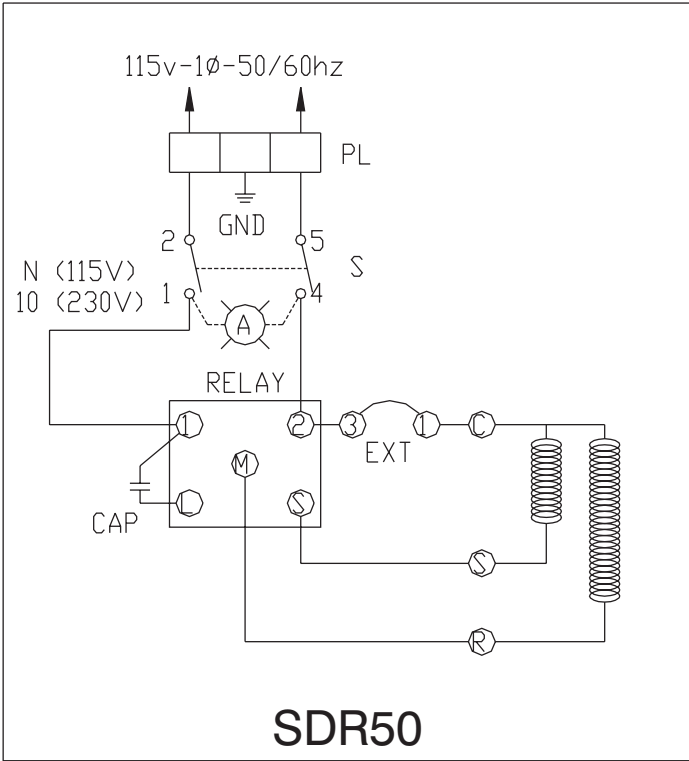 115v-1Ø-50/60hz
PL
GND
2
5
S
N (115V)
10 (230V)
1
4
A
RELAY
1
2
3
1
C
EXT
M
L
S
CAP
S
R
SDR50